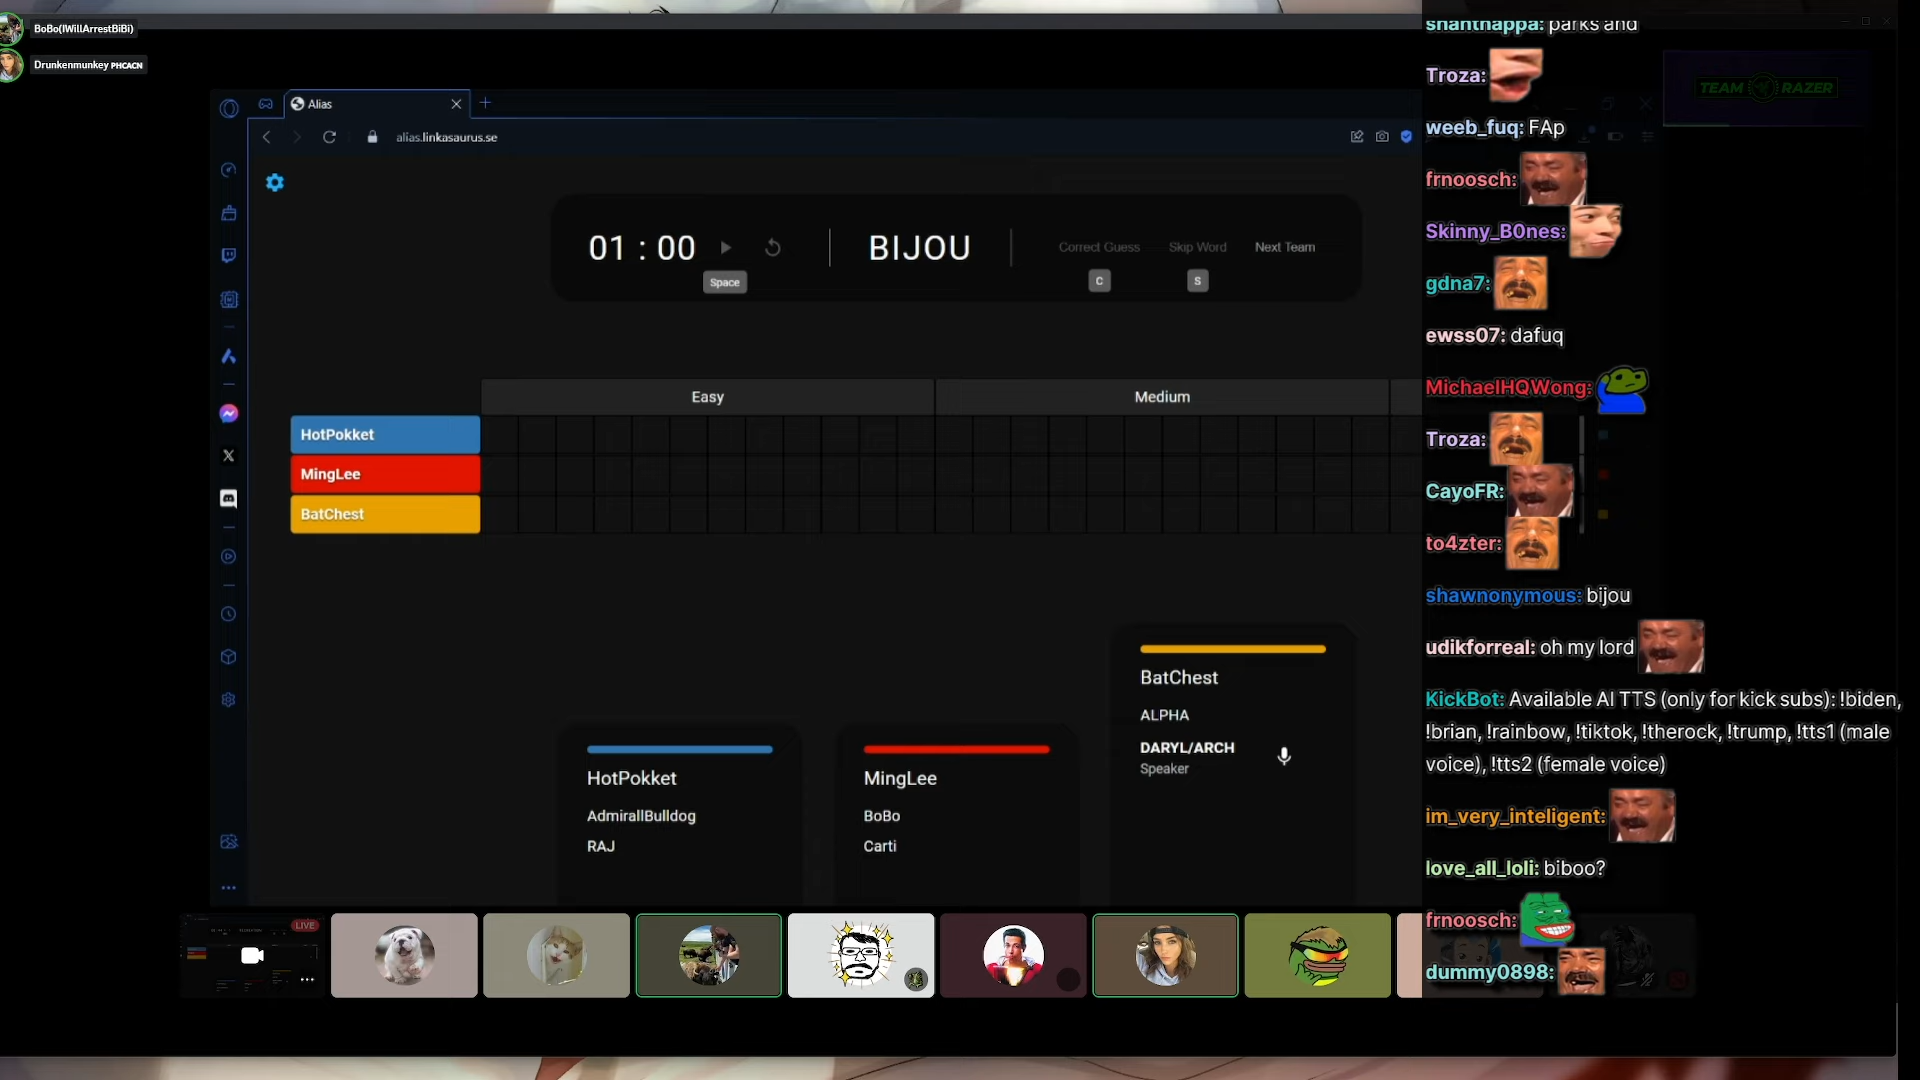 BoBo(IWillArrestBiBi)
Drunkenmunkey PHCACN
Alias
alias.linkasaurus.se
01 : 00
Space
BIJOU
Correct Guess
C
Skip Word
S
Next Team
Easy
Medium
HotPokket
MingLee
BatChest
HotPokket
AdmirallBulldog
RAJ
MingLee
BoBo
Carti
BatChest
ALPHA
DARYL/ARCH
Speaker
LIVE
TEAM RAZER
shanthappa: parks and
Troza:
weeb_fuq: FAp
frnoosch:
Skinny_B0nes:
gdna7:
ewss07: dafuq
MichaelHQWong:
Troza:
CayoFR:
to4zter:
shawnonymous: bijou
udikforreal: oh my lord
KickBot: Available AI TTS (only for kick subs): !biden,
!brian, !rainbow, !tiktok, !therock, !trump, !tts1 (male
voice), !tts2 (female voice)
im_very_inteligent:
love_all_loli: biboo?
frnoosch:
dummy0898: